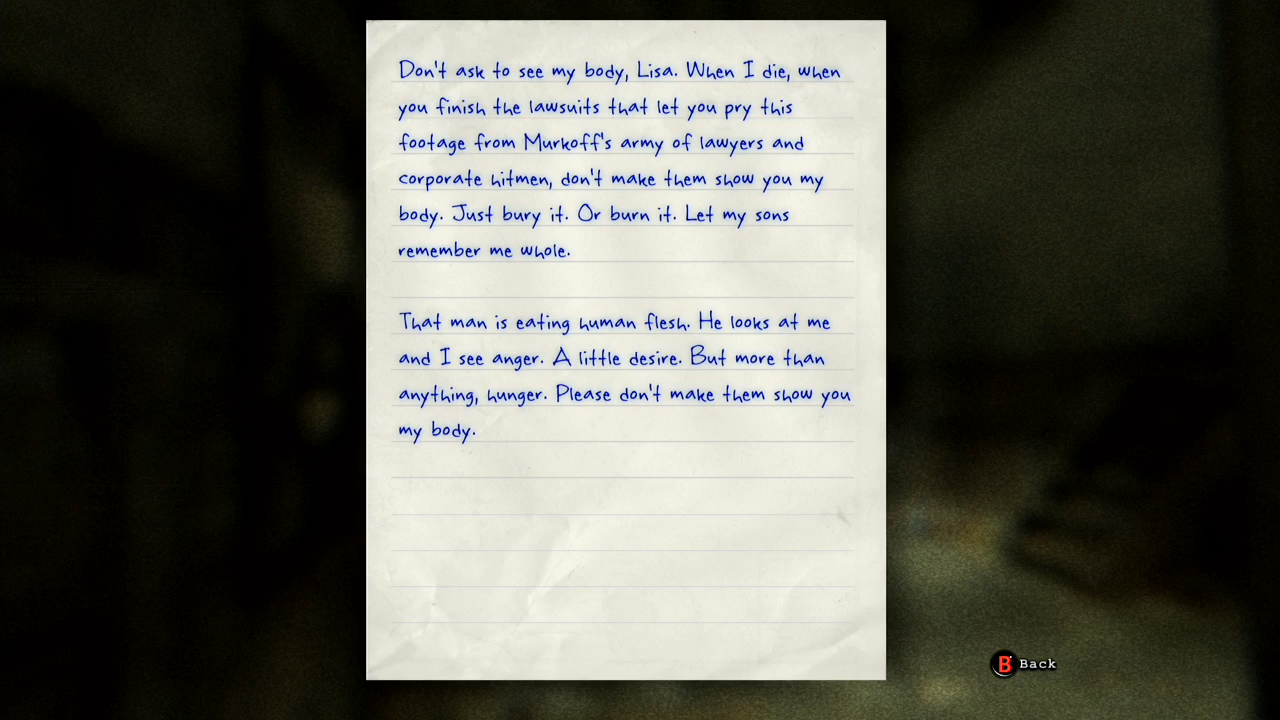 Don't ask to see my body, Lisa. When I die, when
you finish the lawsuits that let you pry this
footage from Murkoff's army of lawyers and
corporate hitmen, don't make them show you my
body. Just bury it. Or burn it. Let my sons
remember me whole.
That man is eating human flesh. He looks at me
and I see anger. A little desire. But more than
anything, hunger. Please don't make them show you
my body.
B Back